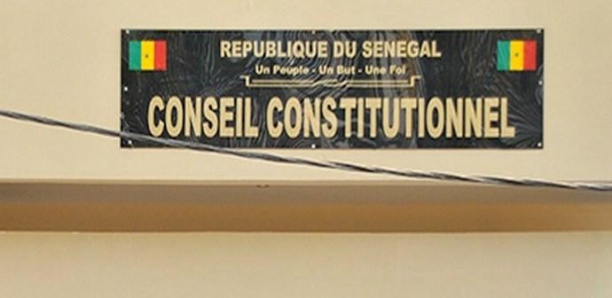 REPUBLIQUE DU SENEGAL
Un Peuple - Un But - Une Foi
CONSEIL CONSTITUTIONNEL